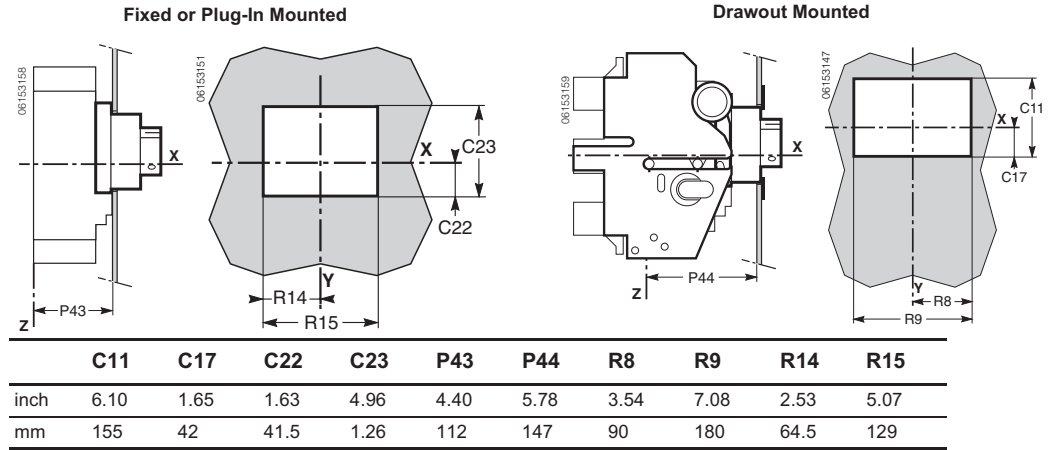 Fixed or Plug-In Mounted
Drawout Mounted
06153158
06153151
06153159
06153147
X
X
C23
C22
Y
R14
R15
P43
Z
X
P44
Z
X
C11
C17
Y
R8
R9
C11 C17 C22 C23 P43 P44 R8 R9 R14 R15
inch 6.10 1.65 1.63 4.96 4.40 5.78 3.54 7.08 2.53 5.07
mm 155 42 41.5 1.26 112 147 90 180 64.5 129